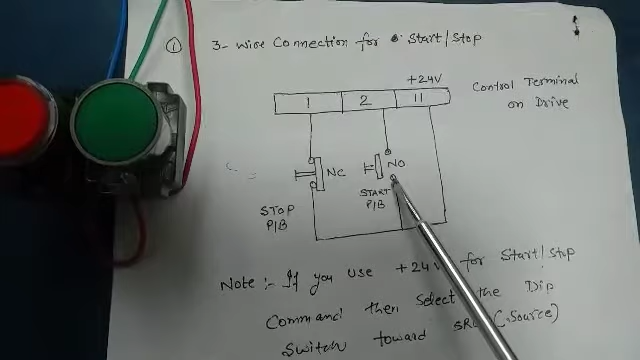 ① 3-wire Connection for Start/Stop
+24V
1 2 11
Control Terminal
on Drive
NC
NO
STOP
P/B
START
P/B
Note :- If you use +24V for Start/Stop
Command then select the Dip
Switch toward SRC (Source)